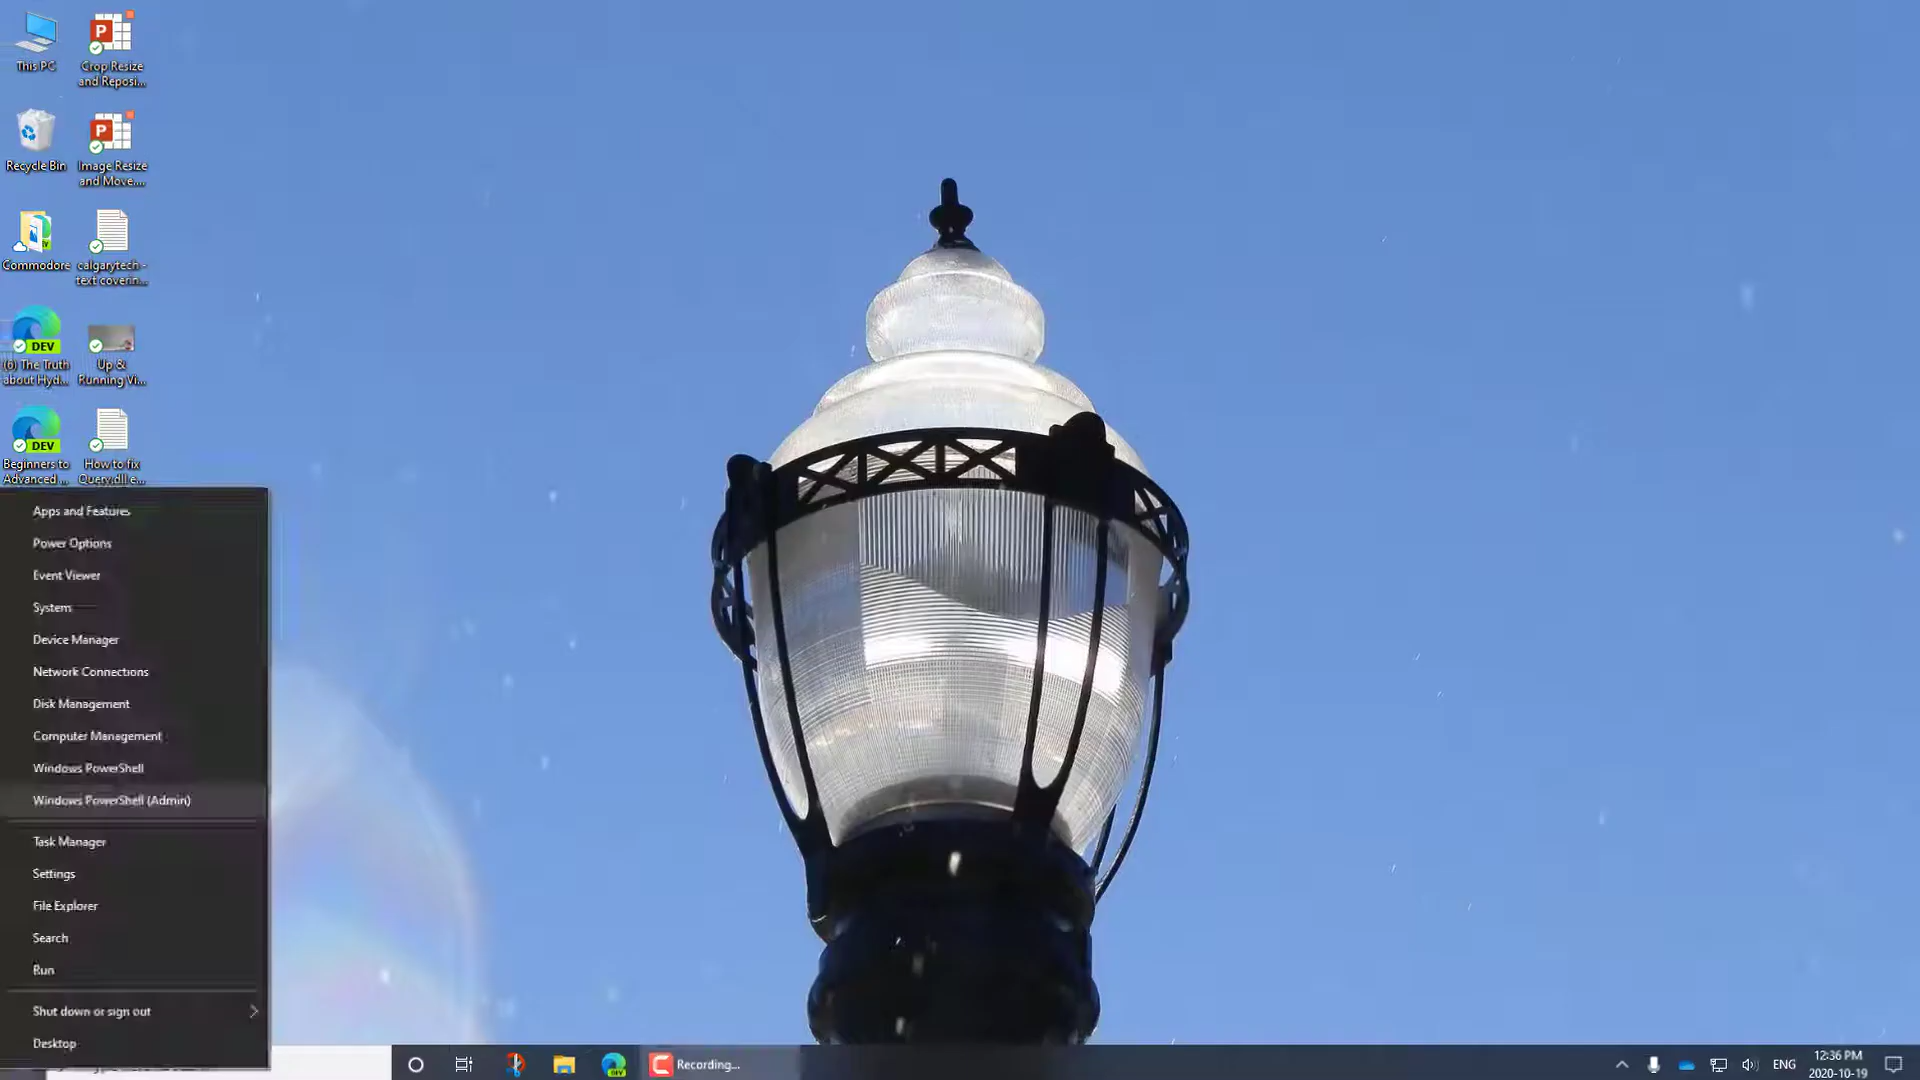 This PC
Crop Resize
and Reposi...
Recycle Bin
Image Resize
and Move....
Commodore
calgarytech -
text coverin...
DEV
(6) The Truth
about Hyd...
Up &
Running Vi...
DEV
Beginners to
Advanced ...
How to fix
Query.dll e...
Apps and Features
Power Options
Event Viewer
System
Device Manager
Network Connections
Disk Management
Computer Management
Windows PowerShell
Windows PowerShell (Admin)
Task Manager
Settings
File Explorer
Search
Run
Shut down or sign out
Desktop
Recording...
ENG
12:36 PM
2020-10-19